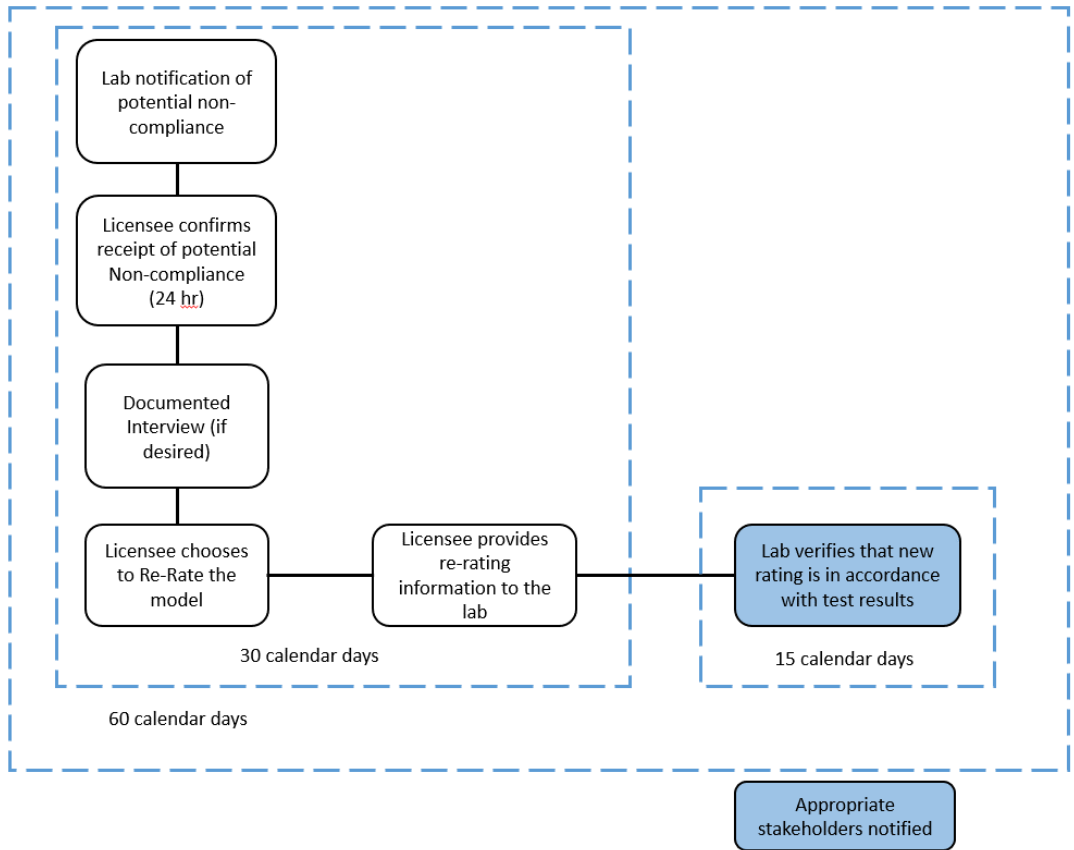 Lab notification of
potential non-
compliance
Licensee confirms
receipt of potential
Non-compliance
(24 hr)
Documented
Interview (if
desired)
Licensee chooses
to Re-Rate the
model
Licensee provides
re-rating
information to the
lab
Lab verifies that new
rating is in accordance
with test results
30 calendar days
15 calendar days
60 calendar days
Appropriate
stakeholders notified